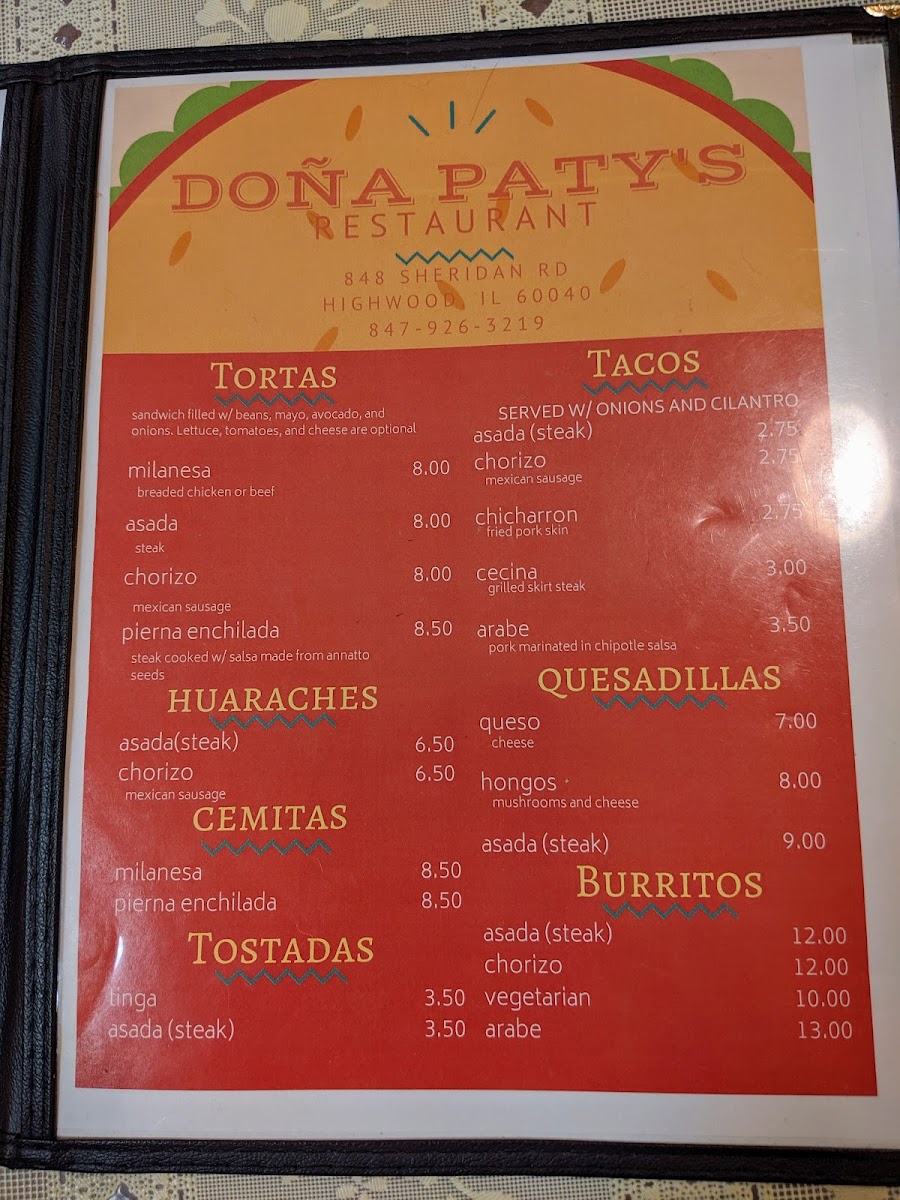 DOÑA PATY'S
RESTAURANT
848 SHERIDAN RD
HIGHWOOD, IL 60040
847-926-3219
TORTAS
sandwich filled w/ beans, mayo, avocado, and
onions. Lettuce, tomatoes, and cheese are optional
milanesa 8.00
breaded chicken or beef
asada 8.00
steak
chorizo 8.00
mexican sausage
pierna enchilada 8.50
steak cooked w/ salsa made from annatto
seeds
HUARACHES
asada(steak) 6.50
chorizo 6.50
mexican sausage
CEMITAS
milanesa 8.50
pierna enchilada 8.50
TOSTADAS
tinga 3.50
asada (steak) 3.50
TACOS
SERVED W/ ONIONS AND CILANTRO
asada (steak) 2.75
chorizo 2.75
mexican sausage
chicharron 2.75
fried pork skin
cecina 3.00
grilled skirt steak
arabe 3.50
pork marinated in chipotle salsa
QUESADILLAS
queso 7.00
cheese
hongos 8.00
mushrooms and cheese
asada (steak) 9.00
BURRITOS
asada (steak) 12.00
chorizo 12.00
vegetarian 10.00
arabe 13.00